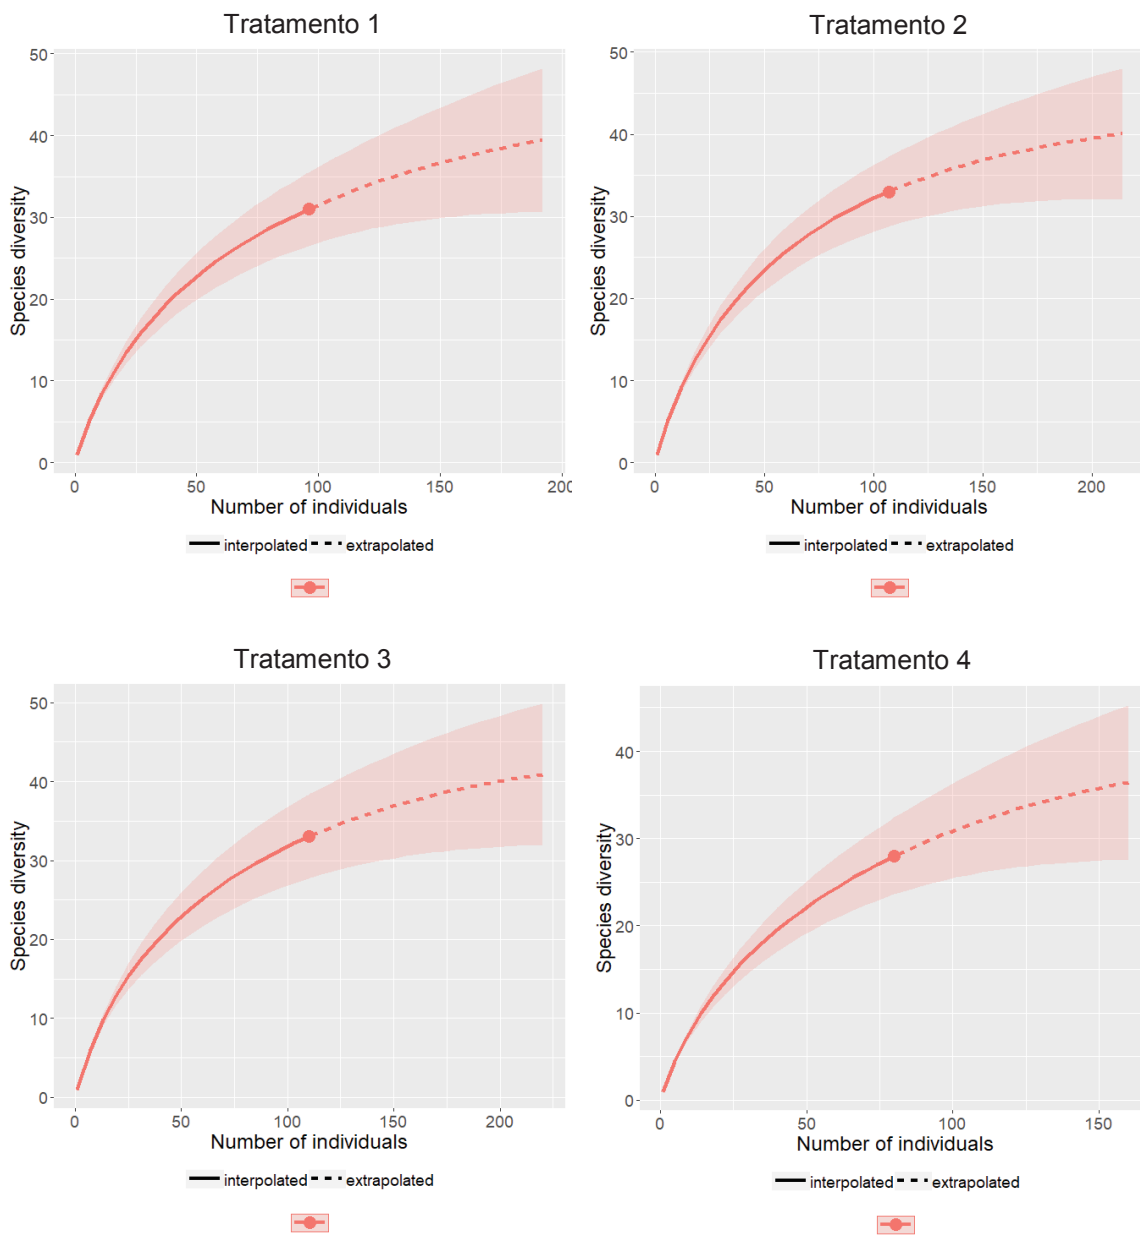 Tratamento 1
Species diversity
50
40
30
20
10
0
0 50 100 150 200
Number of individuals
interpolated extrapolated
Tratamento 2
Species diversity
50
40
30
20
10
0
0 50 100 150 200
Number of individuals
interpolated extrapolated
Tratamento 3
Species diversity
50
40
30
20
10
0
0 50 100 150 200
Number of individuals
interpolated extrapolated
Tratamento 4
Species diversity
40
30
20
10
0
0 50 100 150
Number of individuals
interpolated extrapolated